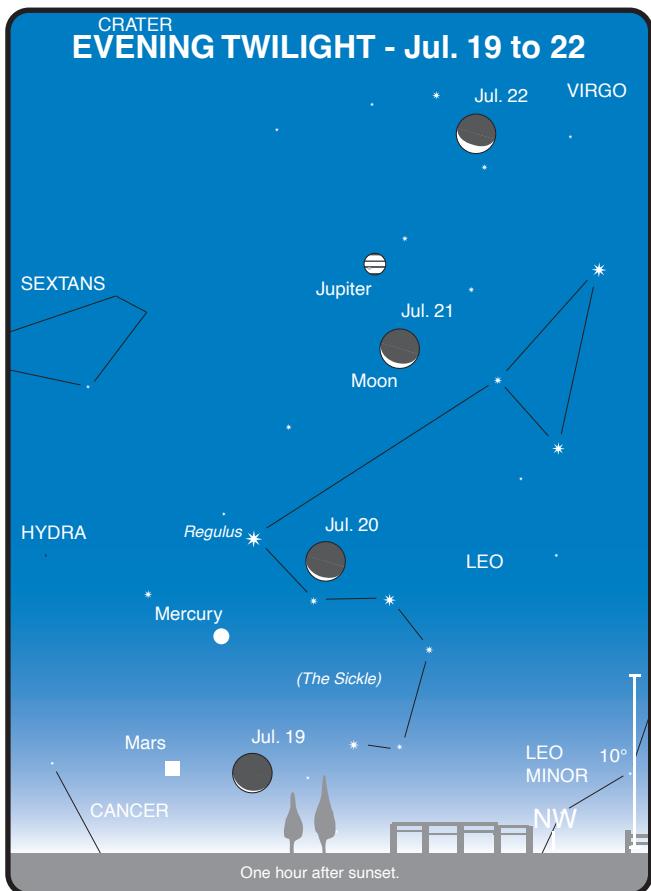 CRATER
EVENING TWILIGHT - Jul. 19 to 22
Jul. 22
VIRGO
SEXTANS
Jupiter
Jul. 21
Moon
HYDRA
Regulus
Jul. 20
LEO
Mercury
(The Sickle)
Mars
Jul. 19
LEO
MINOR
10°
CANCER
NW
One hour after sunset.